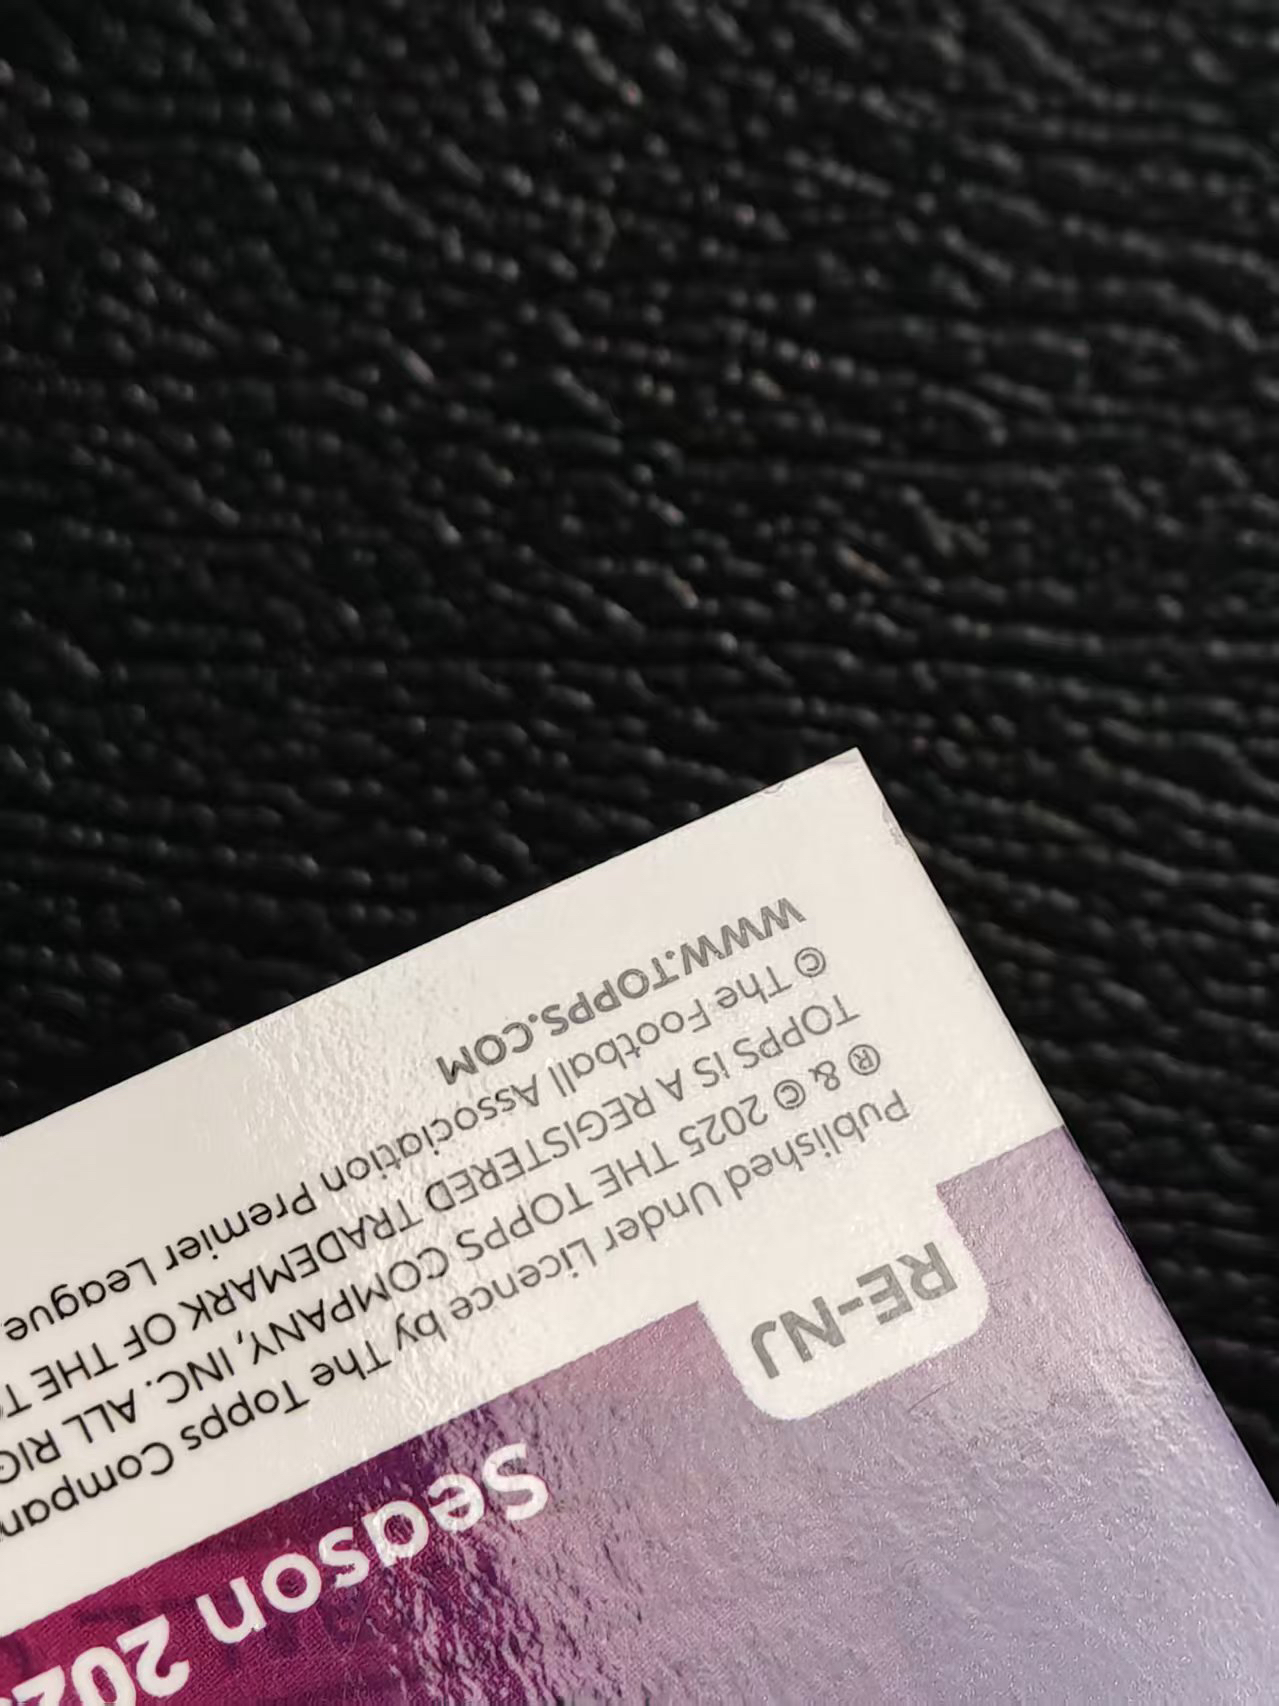 Season 202
RE-NJ
Published Under Licence by The Topps Compan
® & © 2025 THE TOPPS COMPANY, INC. ALL RIG
TOPPS IS A REGISTERED TRADEMARK OF THE T
© The Football Association Premier League
WWW.TOPPS.COM